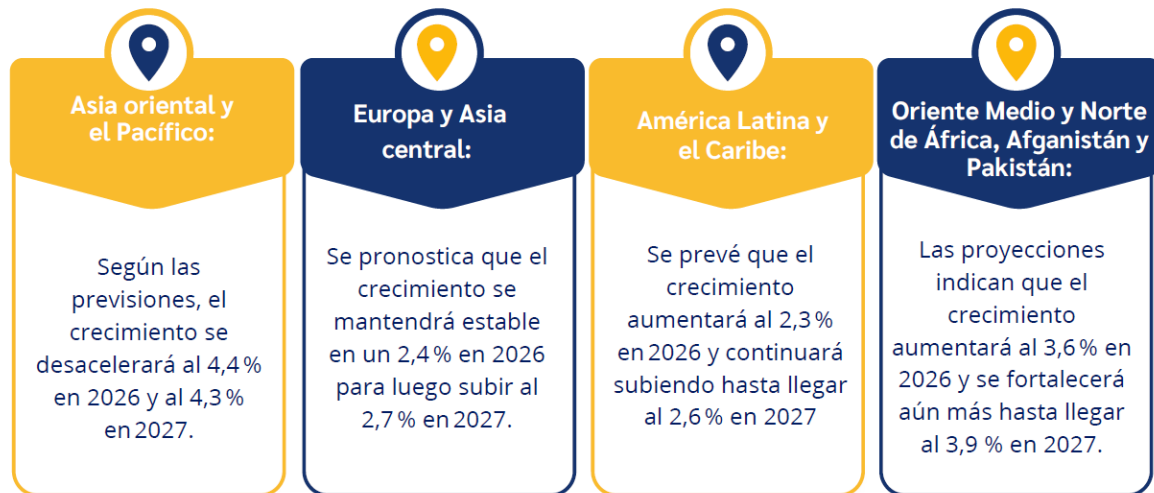 Asia oriental y
el Pacífico:
Según las
previsiones, el
crecimiento se
desacelerará al 4,4 %
en 2026 y al 4,3 %
en 2027.
Europa y Asia
central:
Se pronostica que el
crecimiento se
mantendrá estable
en un 2,4 % en 2026
para luego subir al
2,7 % en 2027.
América Latina y
el Caribe:
Se prevé que el
crecimiento
aumentará al 2,3 %
en 2026 y continuará
subiendo hasta llegar
al 2,6 % en 2027
Oriente Medio y Norte
de África, Afganistán y
Pakistán:
Las proyecciones
indican que el
crecimiento
aumentará al 3,6 % en
2026 y se fortalecerá
aún más hasta llegar
al 3,9 % en 2027.